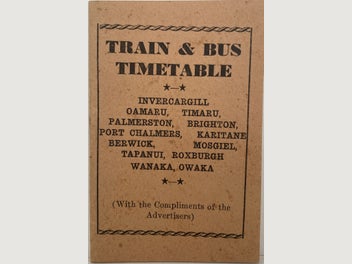 TRAIN & BUS
TIMETABLE
★—★
INVERCARGILL
OAMARU, TIMARU,
PALMERSTON, BRIGHTON,
PORT CHALMERS, KARITANE
BERWICK, MOSGIEL,
TAPANUI, ROXBURGH
WANAKA, OWAKA
★—★
(With the Compliments of the
Advertisers)